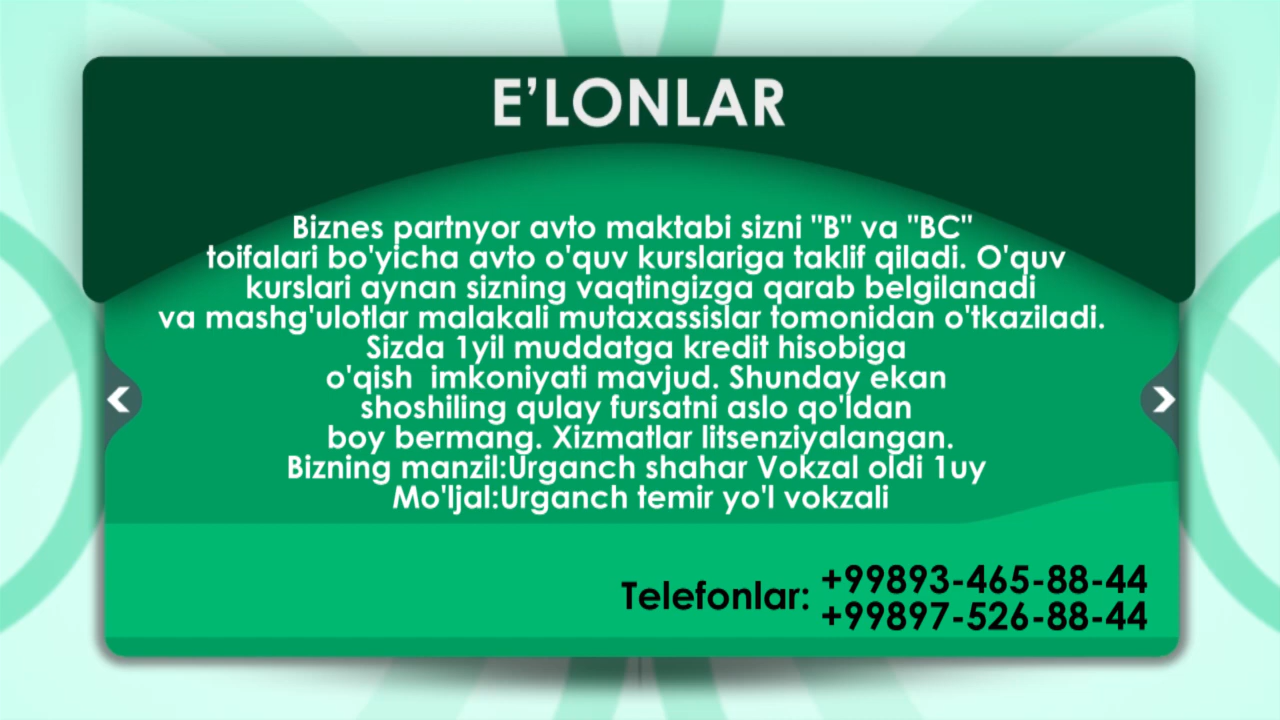 E’LONLAR
Biznes partnyor avto maktabi sizni "B" va "BC"
toifalari bo'yicha avto o'quv kurslariga taklif qiladi. O'quv
kurslari aynan sizning vaqtingizga qarab belgilanadi
va mashg'ulotlar malakali mutaxassislar tomonidan o'tkaziladi.
Sizda 1yil muddatga kredit hisobiga
o'qish  imkoniyati mavjud. Shunday ekan
shoshiling qulay fursatni aslo qo'ldan
boy bermang. Xizmatlar litsenziyalangan.
Bizning manzil:Urganch shahar Vokzal oldi 1uy
Mo'ljal:Urganch temir yo'l vokzali
Telefonlar: +99893-465-88-44
+99897-526-88-44